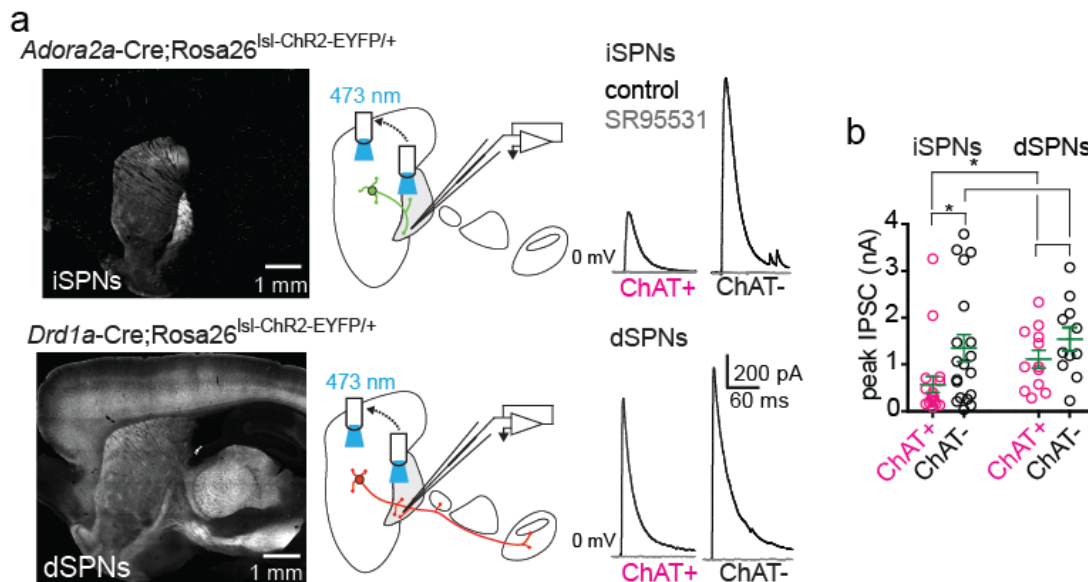 a
Adora2a-Cre;Rosa26lsl-ChR2-EYFP/+
iSPNs
1 mm
473 nm
iSPNs
control
SR95531
0 mV
ChAT+
ChAT-
Drd1a-Cre;Rosa26lsl-ChR2-EYFP/+
dSPNs
1 mm
473 nm
dSPNs
200 pA
60 ms
0 mV
ChAT+
ChAT-
b
iSPNs dSPNs
*
*
peak IPSC (nA)
4
3
2
1
0
ChAT+
ChAT-
ChAT+
ChAT-